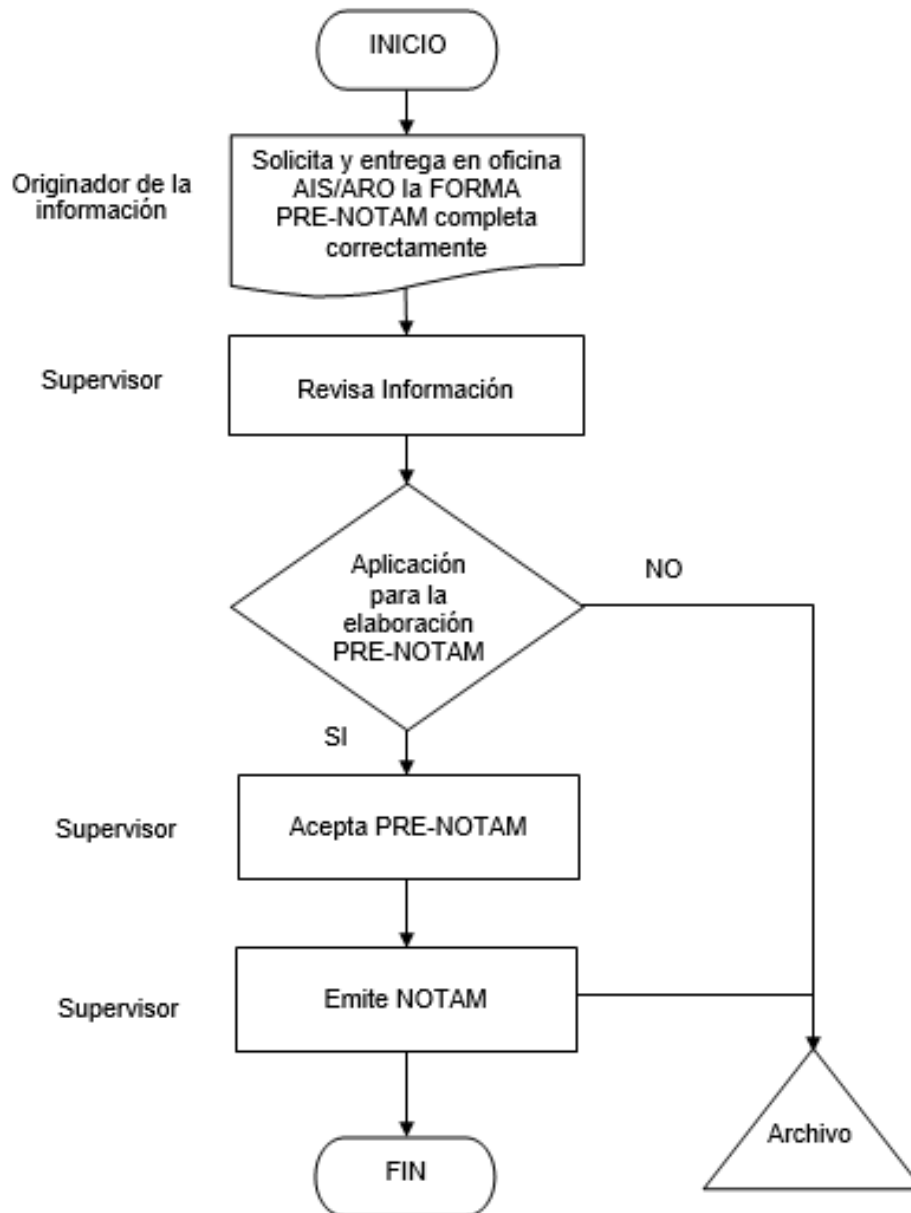 INICIO
Originador de la
información
Solicita y entrega en oficina
AIS/ARO la FORMA
PRE-NOTAM completa
correctamente
Supervisor
Revisa Información
Aplicación
para la
elaboración
PRE-NOTAM
NO
SI
Supervisor
Acepta PRE-NOTAM
Supervisor
Emite NOTAM
Archivo
FIN